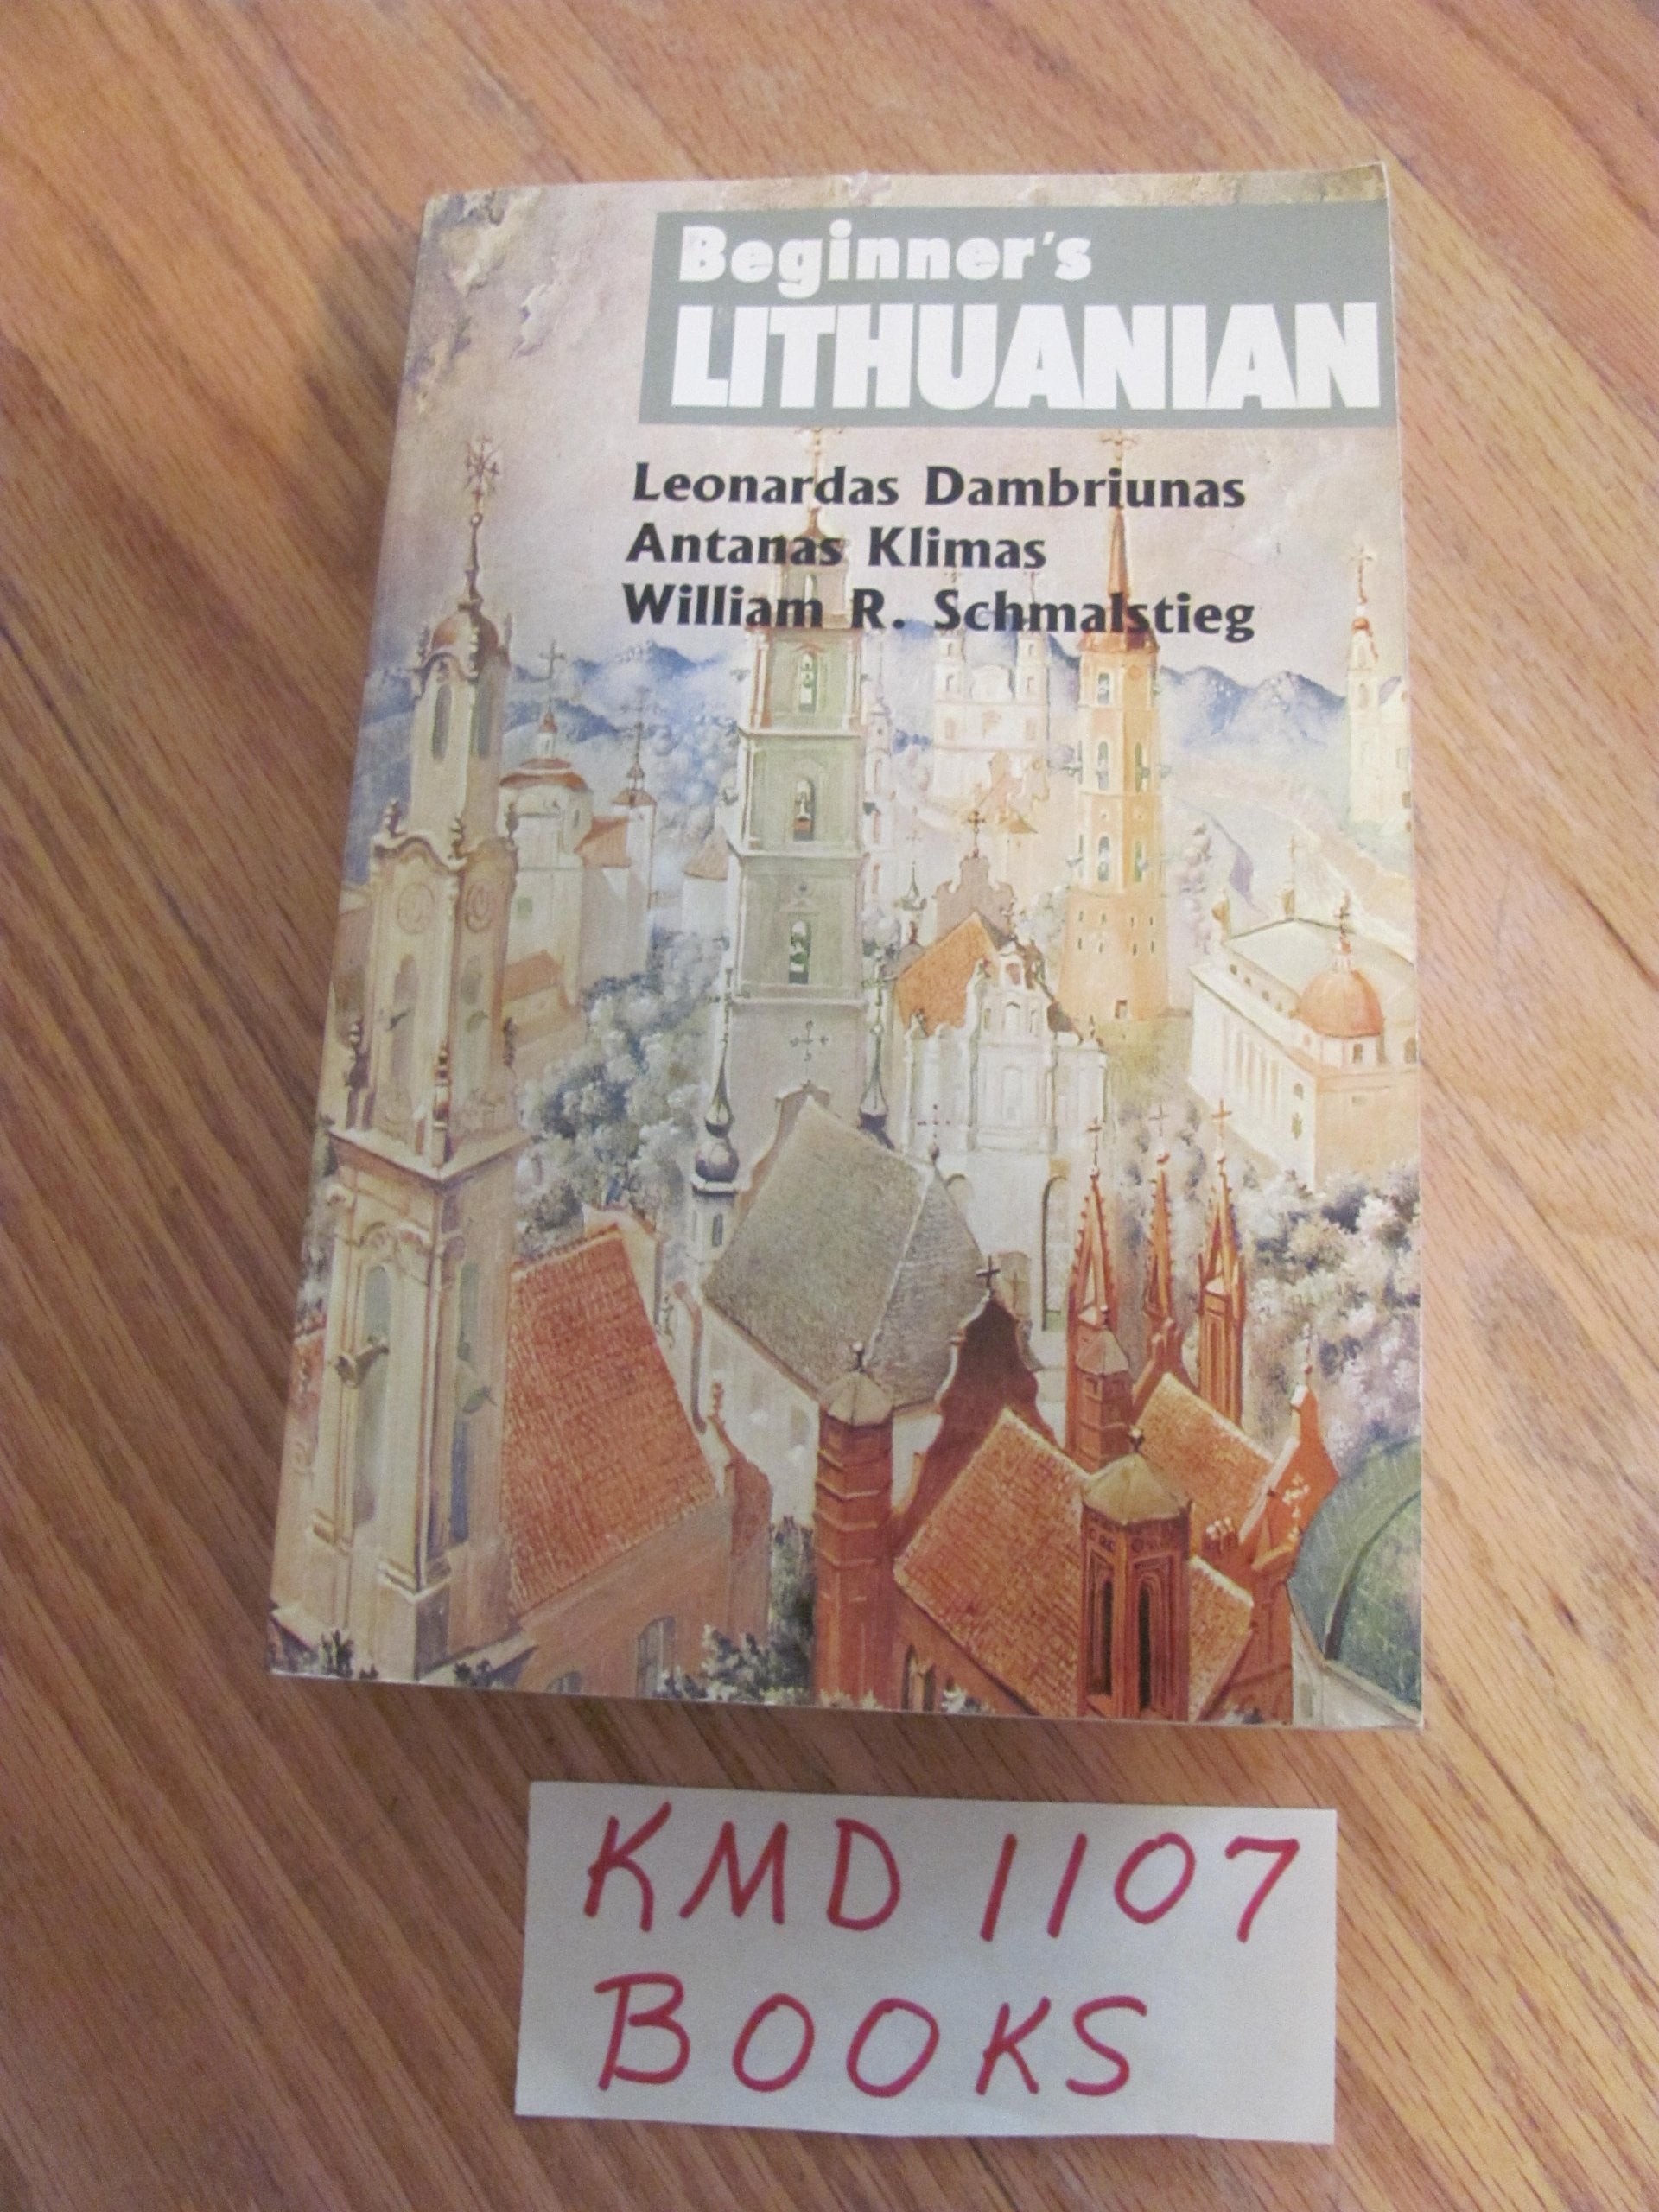 Beginner's
LITHUANIAN
Leonardas Dambriunas
Antanas Klimas
William R. Schmalstieg
KMD 1107
BOOKS